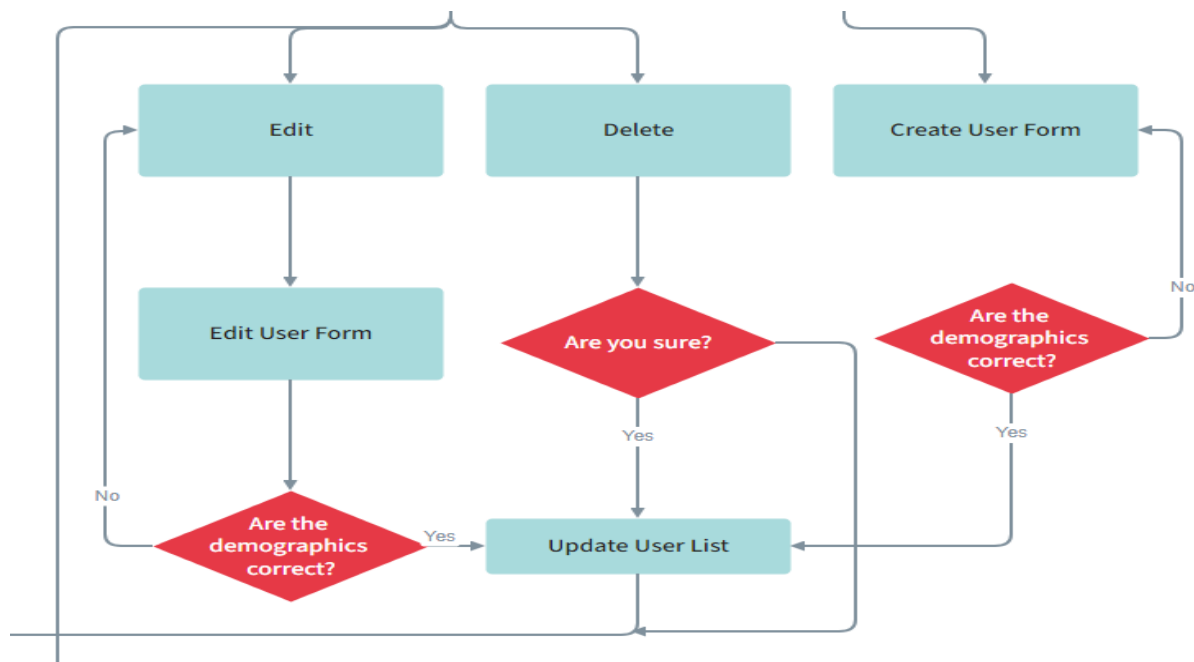 Edit
Delete
Create User Form
No
Edit User Form
Are you sure?
Are the
demographics
correct?
Yes
Yes
No
Are the
demographics
correct?
Yes
Update User List